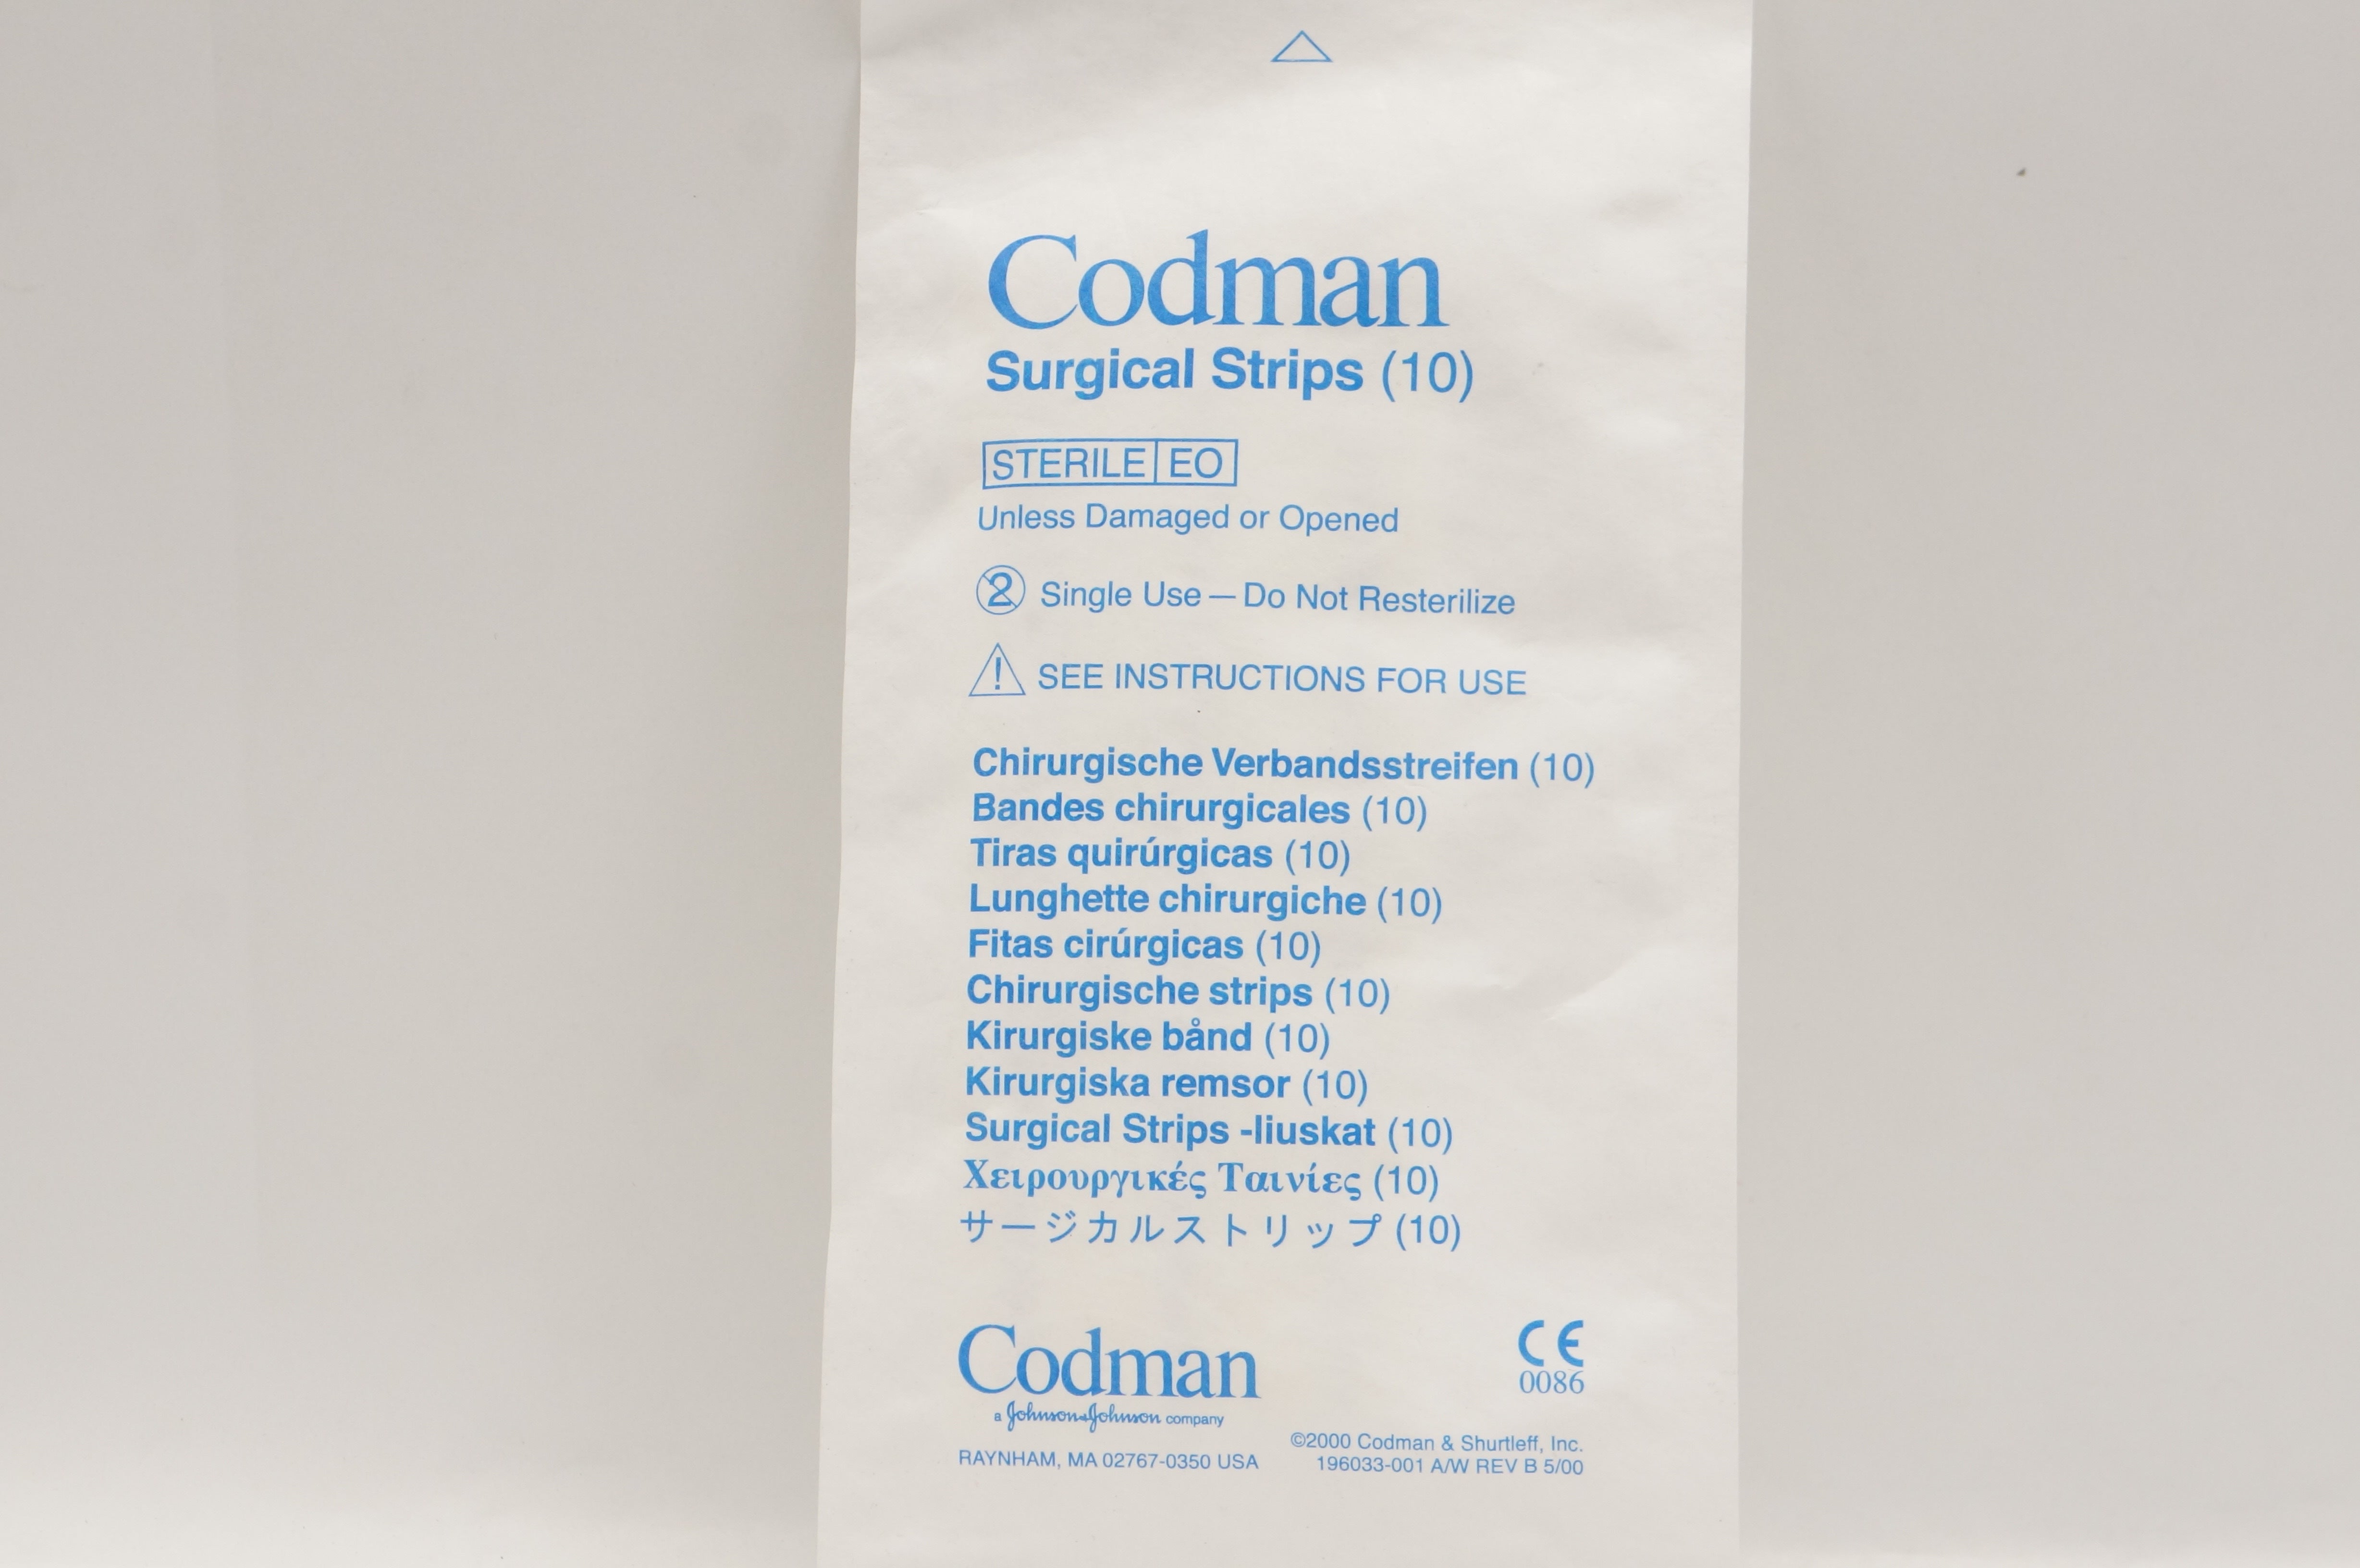 Codman
Surgical Strips (10)
STERILE EO
Unless Damaged or Opened
2 Single Use — Do Not Resterilize
! SEE INSTRUCTIONS FOR USE
Chirurgische Verbandsstreifen (10)
Bandes chirurgicales (10)
Tiras quirúrgicas (10)
Lunghette chirurgiche (10)
Fitas cirúrgicas (10)
Chirurgische strips (10)
Kirurgiske bånd (10)
Kirurgiska remsor (10)
Surgical Strips -liuskat (10)
Χειρουργικές Ταινίες (10)
サージカルストリップ (10)
Codman
a Johnson & Johnson company
RAYNHAM, MA 02767-0350 USA
CE
0086
©2000 Codman & Shurtleff, Inc.
196033-001 A/W REV B 5/00